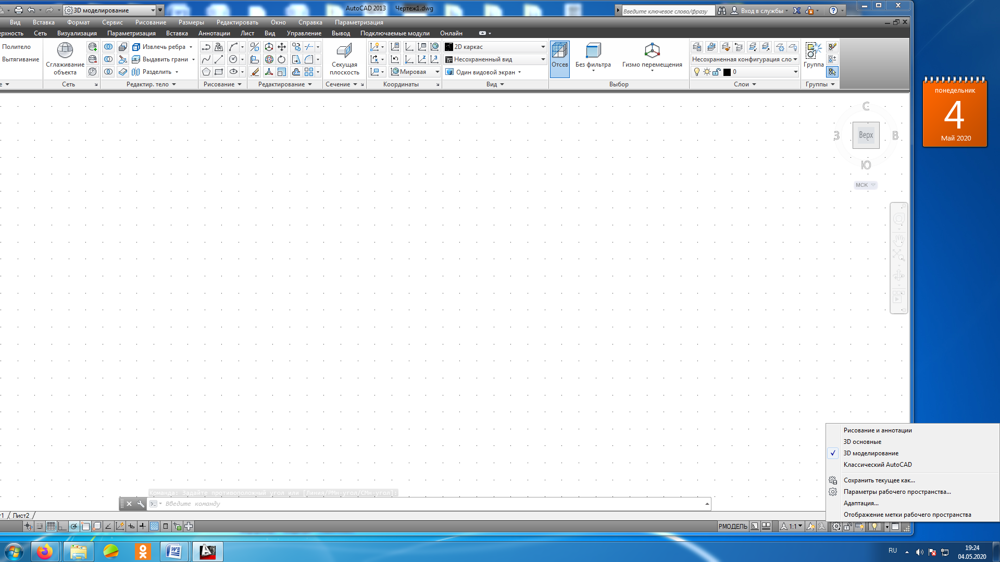 3D моделирование
AutoCAD 2013 Чертеж1.dwg
Введите ключевое слово/фразу
Вход в службы
Вид Вставка Формат Сервис Рисование Размеры Редактировать Окно Справка Параметризация
ерхность Сеть Визуализация Параметризация Вставка Аннотации Лист Вид Управление Вывод Подключаемые модули Онлайн
Политело
Вытягивание
Сглаживание
объекта
Сеть
Извлечь ребра
Выдавить грани
Разделить
Редактир. тело
Рисование
Редактирование
Секущая
плоскость
Сечение
Мировая
Координаты
2D каркас
Несохраненный вид
Один видовой экран
Вид
Отсев
Без фильтра
Гизмо перемещения
Выбор
Несохраненная конфигурация сло
0
Слои
Группа
Группы
С
З
Верх
В
Ю
МСК
понедельник
4
Май 2020
Рисование и аннотации
3D основные
3D моделирование
Классический AutoCAD
Сохранить текущее как...
Параметры рабочего пространства...
Адаптация...
Отображение метки рабочего пространства
Команда: Задайте противоположный угол или [Линия/РМн-угол/СМн-угол]:
Введите команду
т1 Лист2
РМОДЕЛЬ
1:1
RU
19:24
04.05.2020